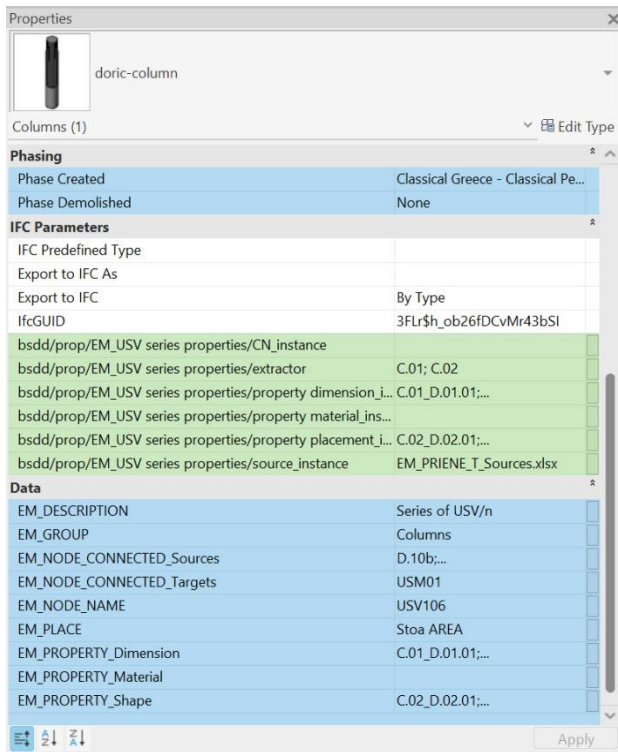 Properties
doric-column
Columns (1) Edit Type
Phasing
Phase Created Classical Greece - Classical Pe...
Phase Demolished None
IFC Parameters
IFC Predefined Type
Export to IFC As
Export to IFC By Type
IfcGUID 3FLr$h_ob26fDCvMr43bSI
bsdd/prop/EM_USV series properties/CN_instance
bsdd/prop/EM_USV series properties/extractor C.01; C.02
bsdd/prop/EM_USV series properties/property dimension_i... C.01_D.01.01;...
bsdd/prop/EM_USV series properties/property material_ins...
bsdd/prop/EM_USV series properties/property placement_i... C.02_D.02.01;...
bsdd/prop/EM_USV series properties/source_instance EM_PRIENE_T_Sources.xlsx
Data
EM_DESCRIPTION Series of USV/n
EM_GROUP Columns
EM_NODE_CONNECTED_Sources D.10b;...
EM_NODE_CONNECTED_Targets USM01
EM_NODE_NAME USV106
EM_PLACE Stoa AREA
EM_PROPERTY_Dimension C.01_D.01.01;...
EM_PROPERTY_Material
EM_PROPERTY_Shape C.02_D.02.01;...
Apply